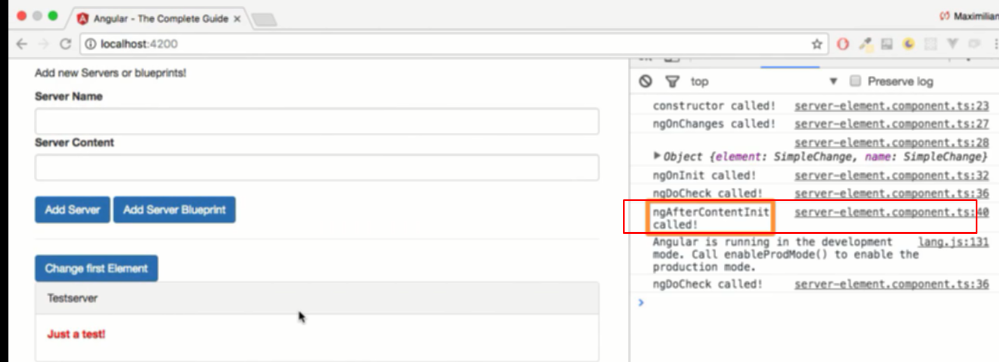 Angular - The Complete Guide
Maximilian
localhost:4200
Add new Servers or blueprints!
Server Name
Server Content
Add Server Add Server Blueprint
Change first Element
Testserver
Just a test!
top Preserve log
constructor called! server-element.component.ts:23
ngOnChanges called! server-element.component.ts:27
server-element.component.ts:28
Object {element: SimpleChange, name: SimpleChange}
ngOnInit called! server-element.component.ts:32
ngDoCheck called! server-element.component.ts:36
ngAfterContentInit server-element.component.ts:40
called!
Angular is running in the development lang.js:131
mode. Call enableProdMode() to enable the
production mode.
ngDoCheck called! server-element.component.ts:36